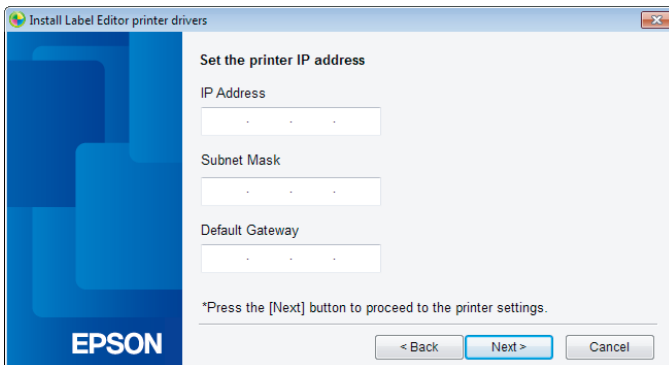 Install Label Editor printer drivers
Set the printer IP address
IP Address
. . .
Subnet Mask
. . .
Default Gateway
. . .
*Press the [Next] button to proceed to the printer settings.
EPSON
< Back Next > Cancel